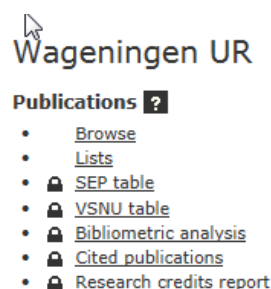 Wageningen UR
Publications ?
• Browse
• Lists
• SEP table
• VSNU table
• Bibliometric analysis
• Cited publications
• Research credits report